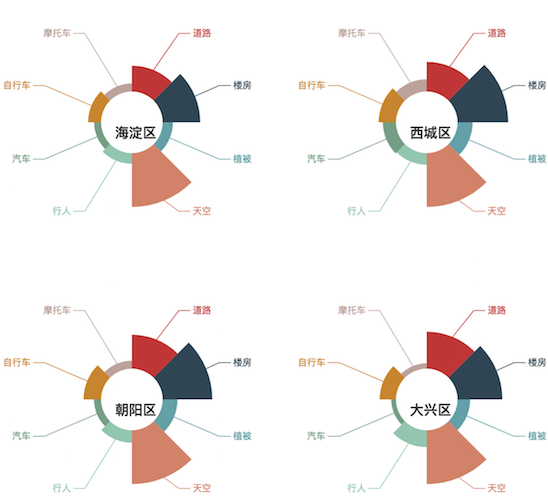 摩托车
道路
自行车
楼房
海淀区
汽车
植被
行人
天空
摩托车
道路
自行车
楼房
西城区
汽车
植被
行人
天空
摩托车
道路
自行车
楼房
朝阳区
汽车
植被
行人
天空
摩托车
道路
自行车
楼房
大兴区
汽车
植被
行人
天空